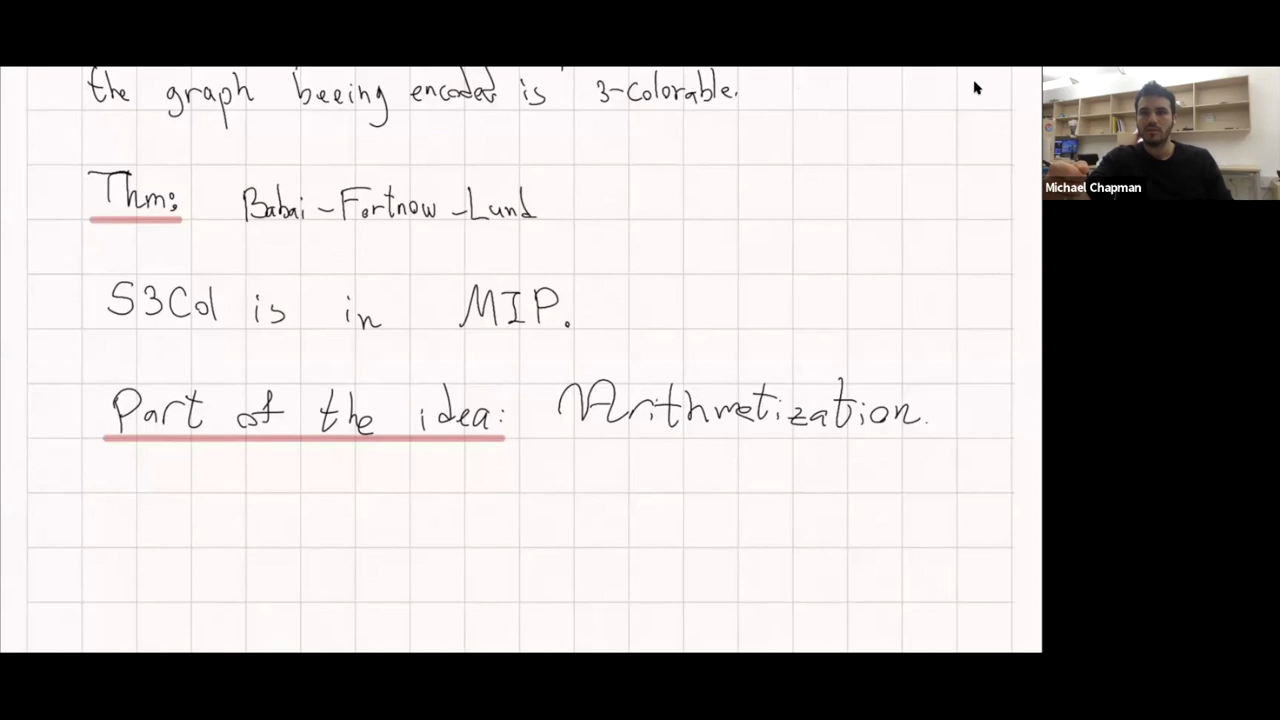 the graph beeing encoded is 3-colorable.
Thm: Babai-Fortnow-Lund
S3Col is in MIP.
Part of the idea: Arithmetization.
Michael Chapman